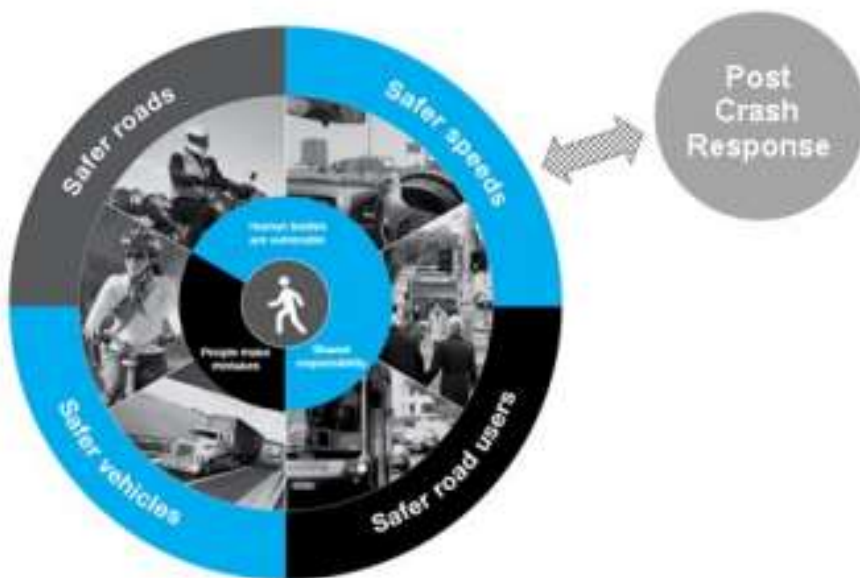 Safer roads
Safer speeds
Post
Crash
Response
Human bodies
are vulnerable
People make
mistakes
Shared
responsibility
Safer vehicles
Safer road users